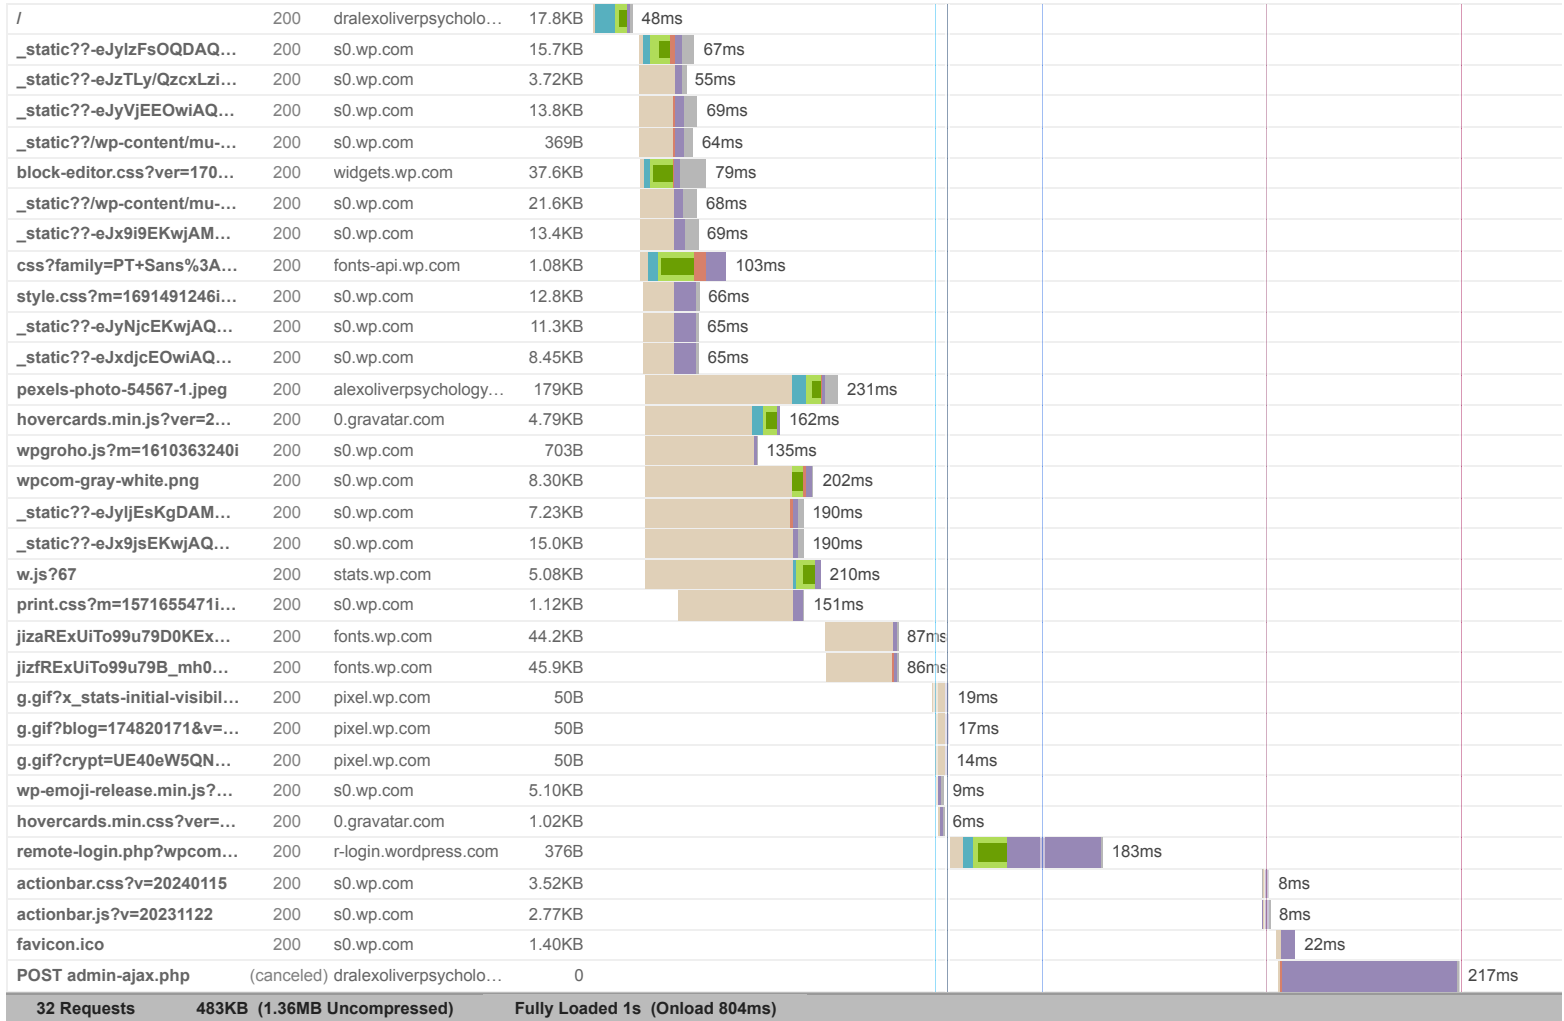 / 200 dralexoliverpsycholo… 17.8KB 48ms
_static??-eJyIzFsOQDAQ… 200 s0.wp.com 15.7KB 67ms
_static??-eJzTLy/QzcxLzi… 200 s0.wp.com 3.72KB 55ms
_static??-eJyVjEEOwiAQ… 200 s0.wp.com 13.8KB 69ms
_static??/wp-content/mu-… 200 s0.wp.com 369B 64ms
block-editor.css?ver=170… 200 widgets.wp.com 37.6KB 79ms
_static??/wp-content/mu-… 200 s0.wp.com 21.6KB 68ms
_static??-eJx9i9EKwjAM… 200 s0.wp.com 13.4KB 69ms
css?family=PT+Sans%3A… 200 fonts-api.wp.com 1.08KB 103ms
style.css?m=1691491246i… 200 s0.wp.com 12.8KB 66ms
_static??-eJyNjcEKwjAQ… 200 s0.wp.com 11.3KB 65ms
_static??-eJxdjcEOwiAQ… 200 s0.wp.com 8.45KB 65ms
pexels-photo-54567-1.jpeg 200 alexoliverpsychology… 179KB 231ms
hovercards.min.js?ver=2… 200 0.gravatar.com 4.79KB 162ms
wpgroho.js?m=1610363240i 200 s0.wp.com 703B 135ms
wpcom-gray-white.png 200 s0.wp.com 8.30KB 202ms
_static??-eJyljEsKgDAM… 200 s0.wp.com 7.23KB 190ms
_static??-eJx9jsEKwjAQ… 200 s0.wp.com 15.0KB 190ms
w.js?67 200 stats.wp.com 5.08KB 210ms
print.css?m=1571655471i… 200 s0.wp.com 1.12KB 151ms
jizaRExUiTo99u79D0KEx… 200 fonts.wp.com 44.2KB 87ms
jizfRExUiTo99u79B_mh0… 200 fonts.wp.com 45.9KB 86ms
g.gif?x_stats-initial-visibil… 200 pixel.wp.com 50B 19ms
g.gif?blog=174820171&v=… 200 pixel.wp.com 50B 17ms
g.gif?crypt=UE40eW5QN… 200 pixel.wp.com 50B 14ms
wp-emoji-release.min.js?… 200 s0.wp.com 5.10KB 9ms
hovercards.min.css?ver=… 200 0.gravatar.com 1.02KB 6ms
remote-login.php?wpcom… 200 r-login.wordpress.com 376B 183ms
actionbar.css?v=20240115 200 s0.wp.com 3.52KB 8ms
actionbar.js?v=20231122 200 s0.wp.com 2.77KB 8ms
favicon.ico 200 s0.wp.com 1.40KB 22ms
POST admin-ajax.php (canceled) dralexoliverpsycholo… 0 217ms
32 Requests 483KB (1.36MB Uncompressed) Fully Loaded 1s (Onload 804ms)